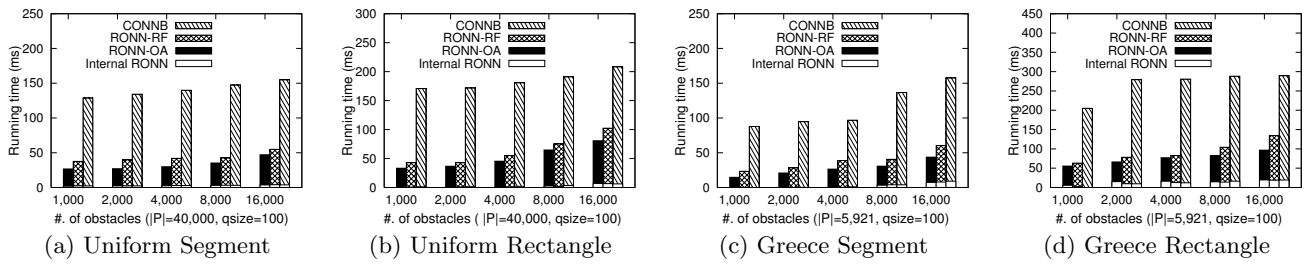 Running time (ms)
250
200
150
100
50
0
CONNB
RONN-RF
RONN-OA
Internal RONN
1,000 2,000 4,000 8,000 16,000
#. of obstacles (|P|=40,000, qsize=100)
(a) Uniform Segment
Running time (ms)
300
250
200
150
100
50
0
CONNB
RONN-RF
RONN-OA
Internal RONN
1,000 2,000 4,000 8,000 16,000
#. of obstacles ( |P|=40,000, qsize=100)
(b) Uniform Rectangle
Running time (ms)
250
200
150
100
50
0
CONNB
RONN-RF
RONN-OA
Internal RONN
1,000 2,000 4,000 8,000 16,000
#. of obstacles (|P|=5,921, qsize=100)
(c) Greece Segment
Running time (ms)
450
400
350
300
250
200
150
100
50
0
CONNB
RONN-RF
RONN-OA
Internal RONN
1,000 2,000 4,000 8,000 16,000
#. of obstacles (|P|=5,921, qsize=100)
(d) Greece Rectangle